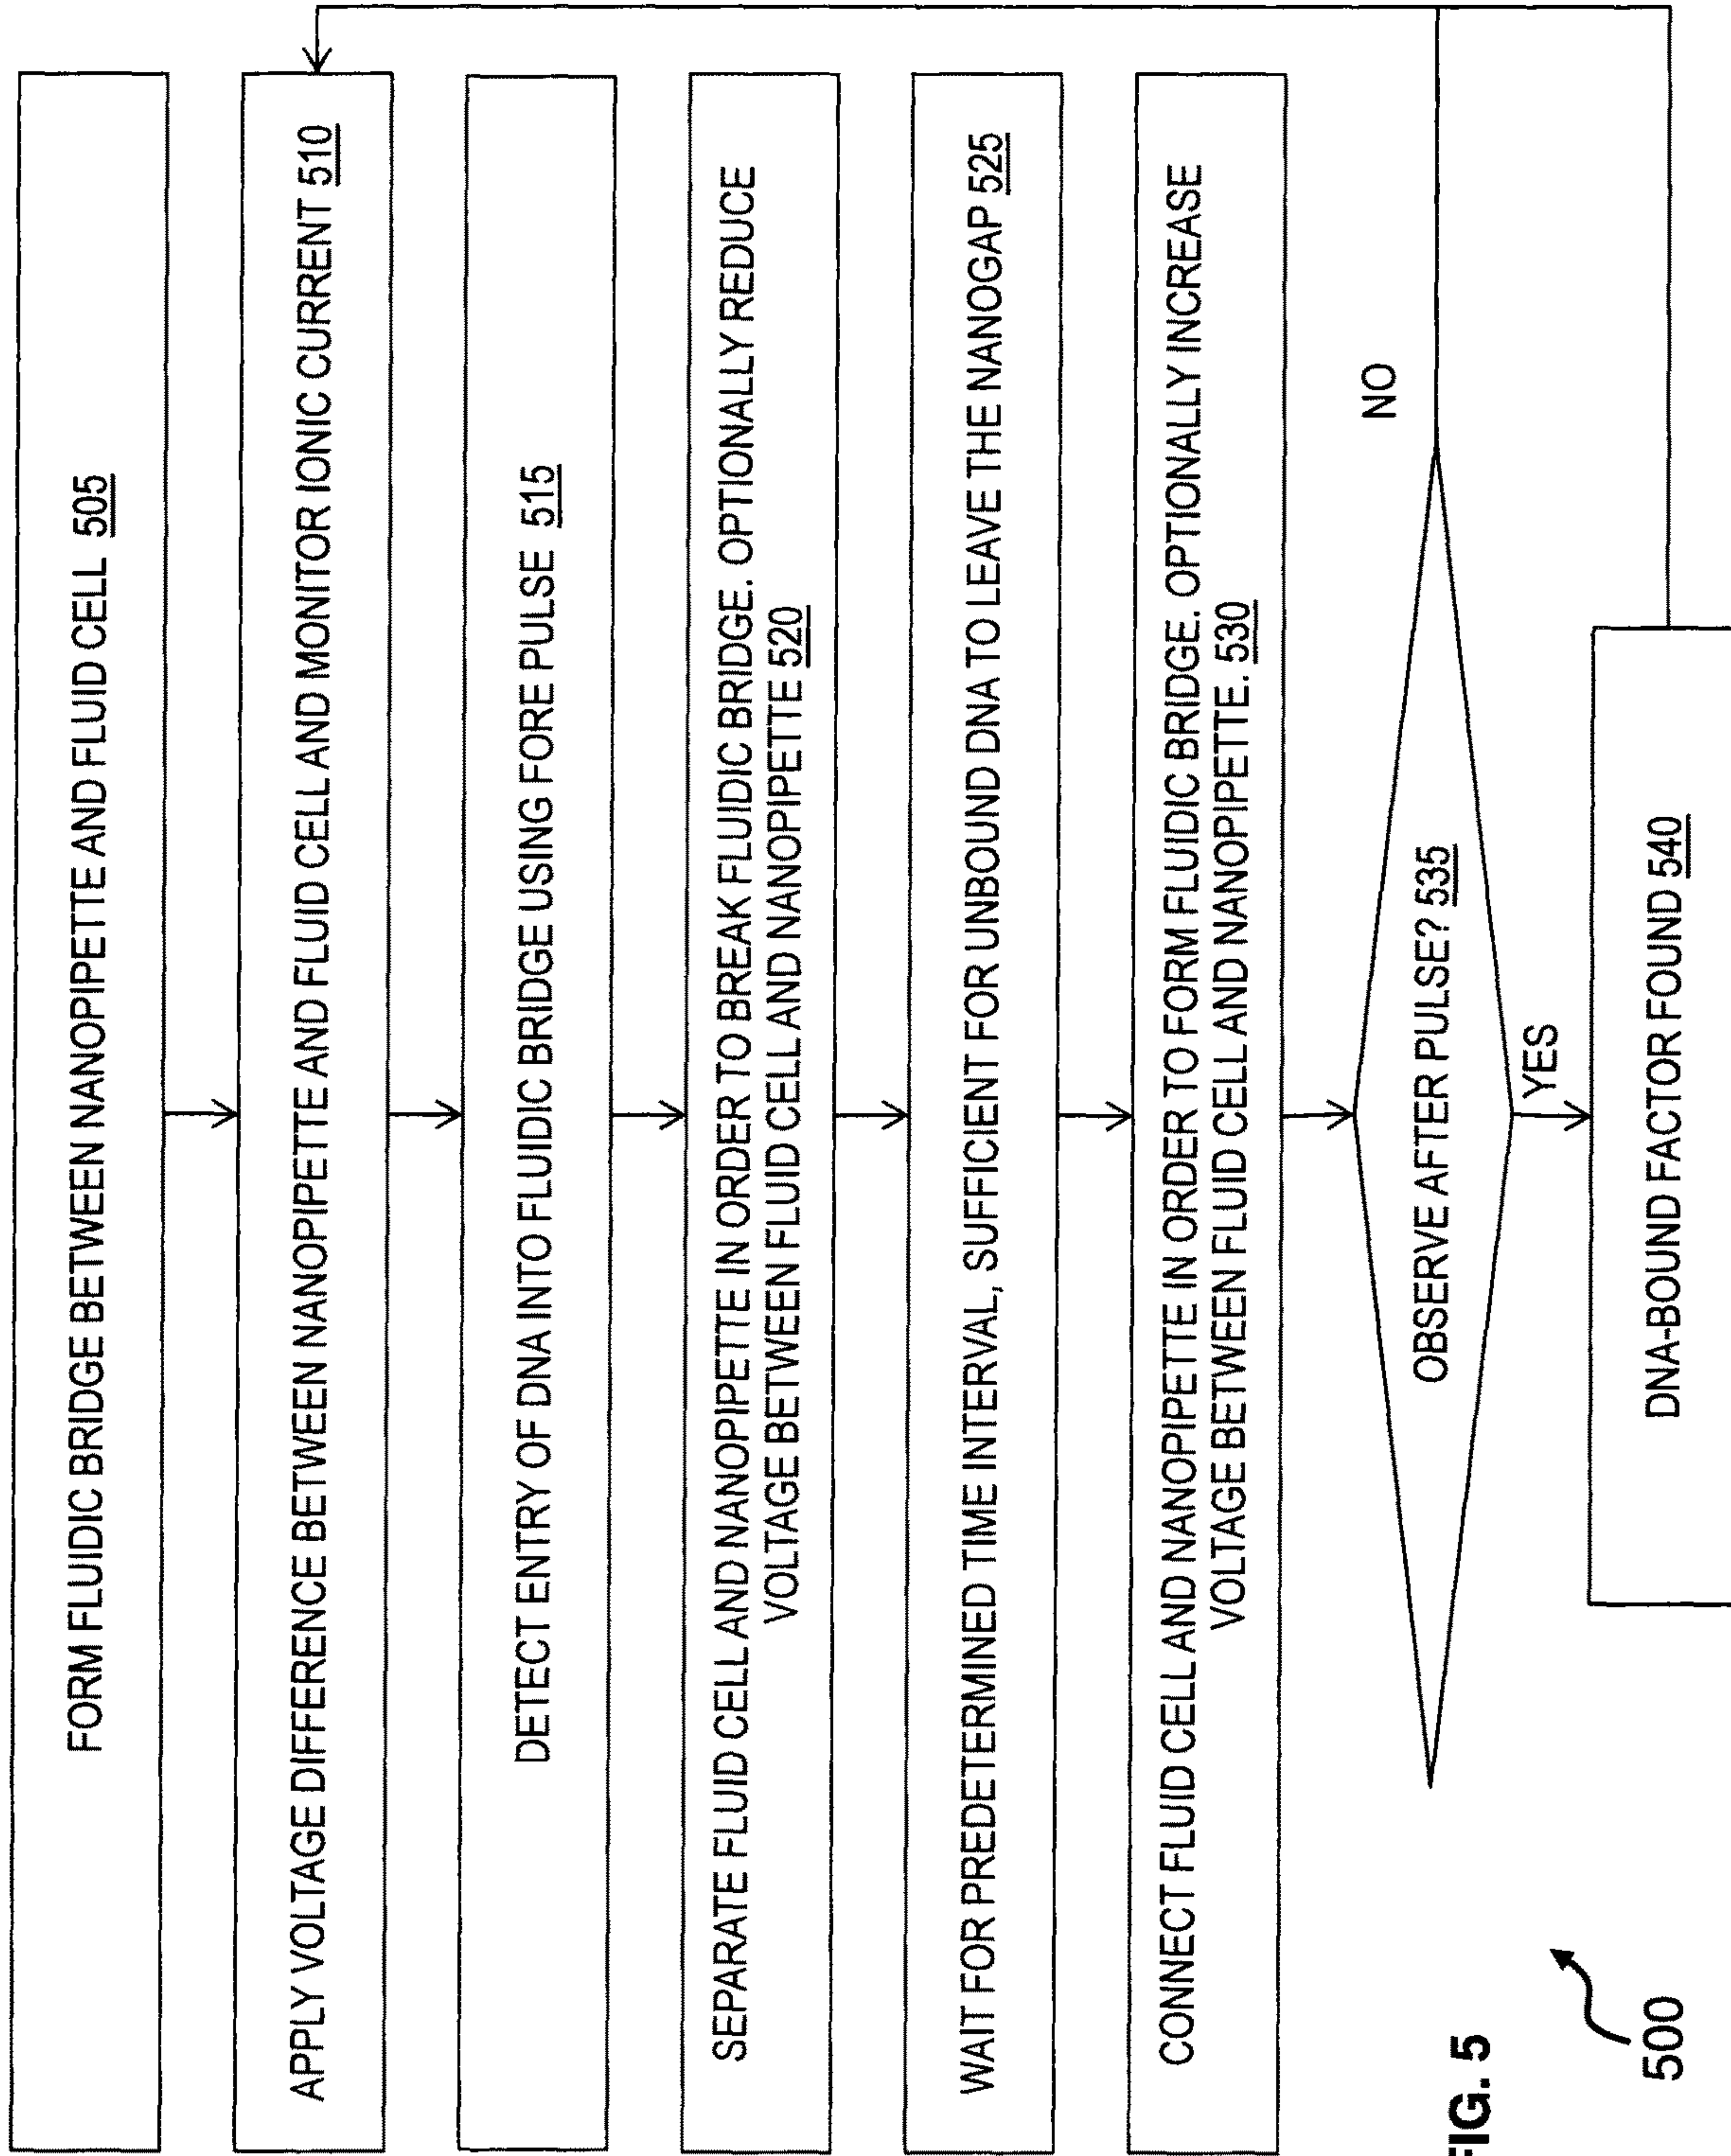 FORM FLUIDIC BRIDGE BETWEEN NANOPIPETTE AND FLUID CELL 505
APPLY VOLTAGE DIFFERENCE BETWEEN NANOPIPETTE AND FLUID CELL AND MONITOR IONIC CURRENT 510
DETECT ENTRY OF DNA INTO FLUIDIC BRIDGE USING FORE PULSE 515
SEPARATE FLUID CELL AND NANOPIPETTE IN ORDER TO BREAK FLUIDIC BRIDGE. OPTIONALLY REDUCE
VOLTAGE BETWEEN FLUID CELL AND NANOPIPETTE 520
WAIT FOR PREDETERMINED TIME INTERVAL, SUFFICIENT FOR UNBOUND DNA TO LEAVE THE NANOGAP 525
CONNECT FLUID CELL AND NANOPIPETTE IN ORDER TO FORM FLUIDIC BRIDGE. OPTIONALLY INCREASE
VOLTAGE BETWEEN FLUID CELL AND NANOPIPETTE. 530
OBSERVE AFTER PULSE? 535
NO
YES
DNA-BOUND FACTOR FOUND 540
FIG. 5
500